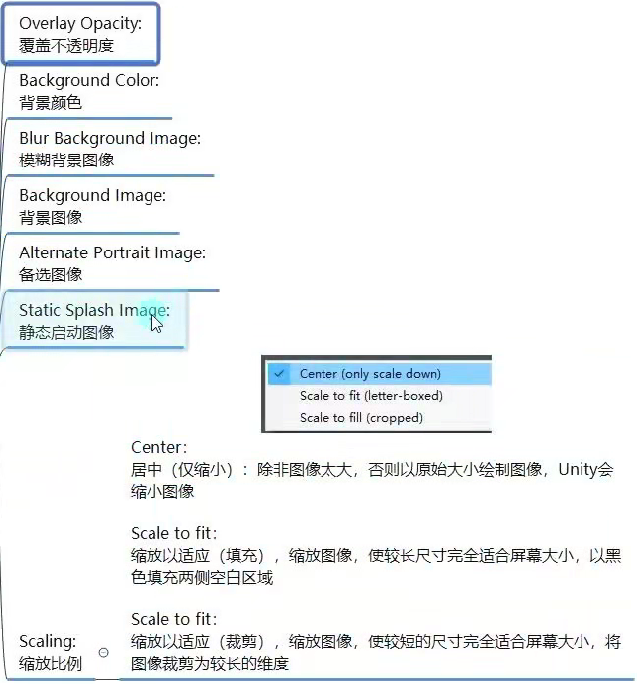 Overlay Opacity:
覆盖不透明度
Background Color:
背景颜色
Blur Background Image:
模糊背景图像
Background Image:
背景图像
Alternate Portrait Image:
备选图像
Static Splash Image:
静态启动图像
Center (only scale down)
Scale to fit (letter-boxed)
Scale to fill (cropped)
Center:
居中（仅缩小）：除非图像太大，否则以原始大小绘制图像，Unity会
缩小图像
Scale to fit:
缩放以适应（填充），缩放图像，使较长尺寸完全适合屏幕大小，以黑
色填充两侧空白区域
Scale to fit:
缩放以适应（裁剪），缩放图像，使较短的尺寸完全适合屏幕大小，将
图像裁剪为较长的维度
Scaling:
缩放比例